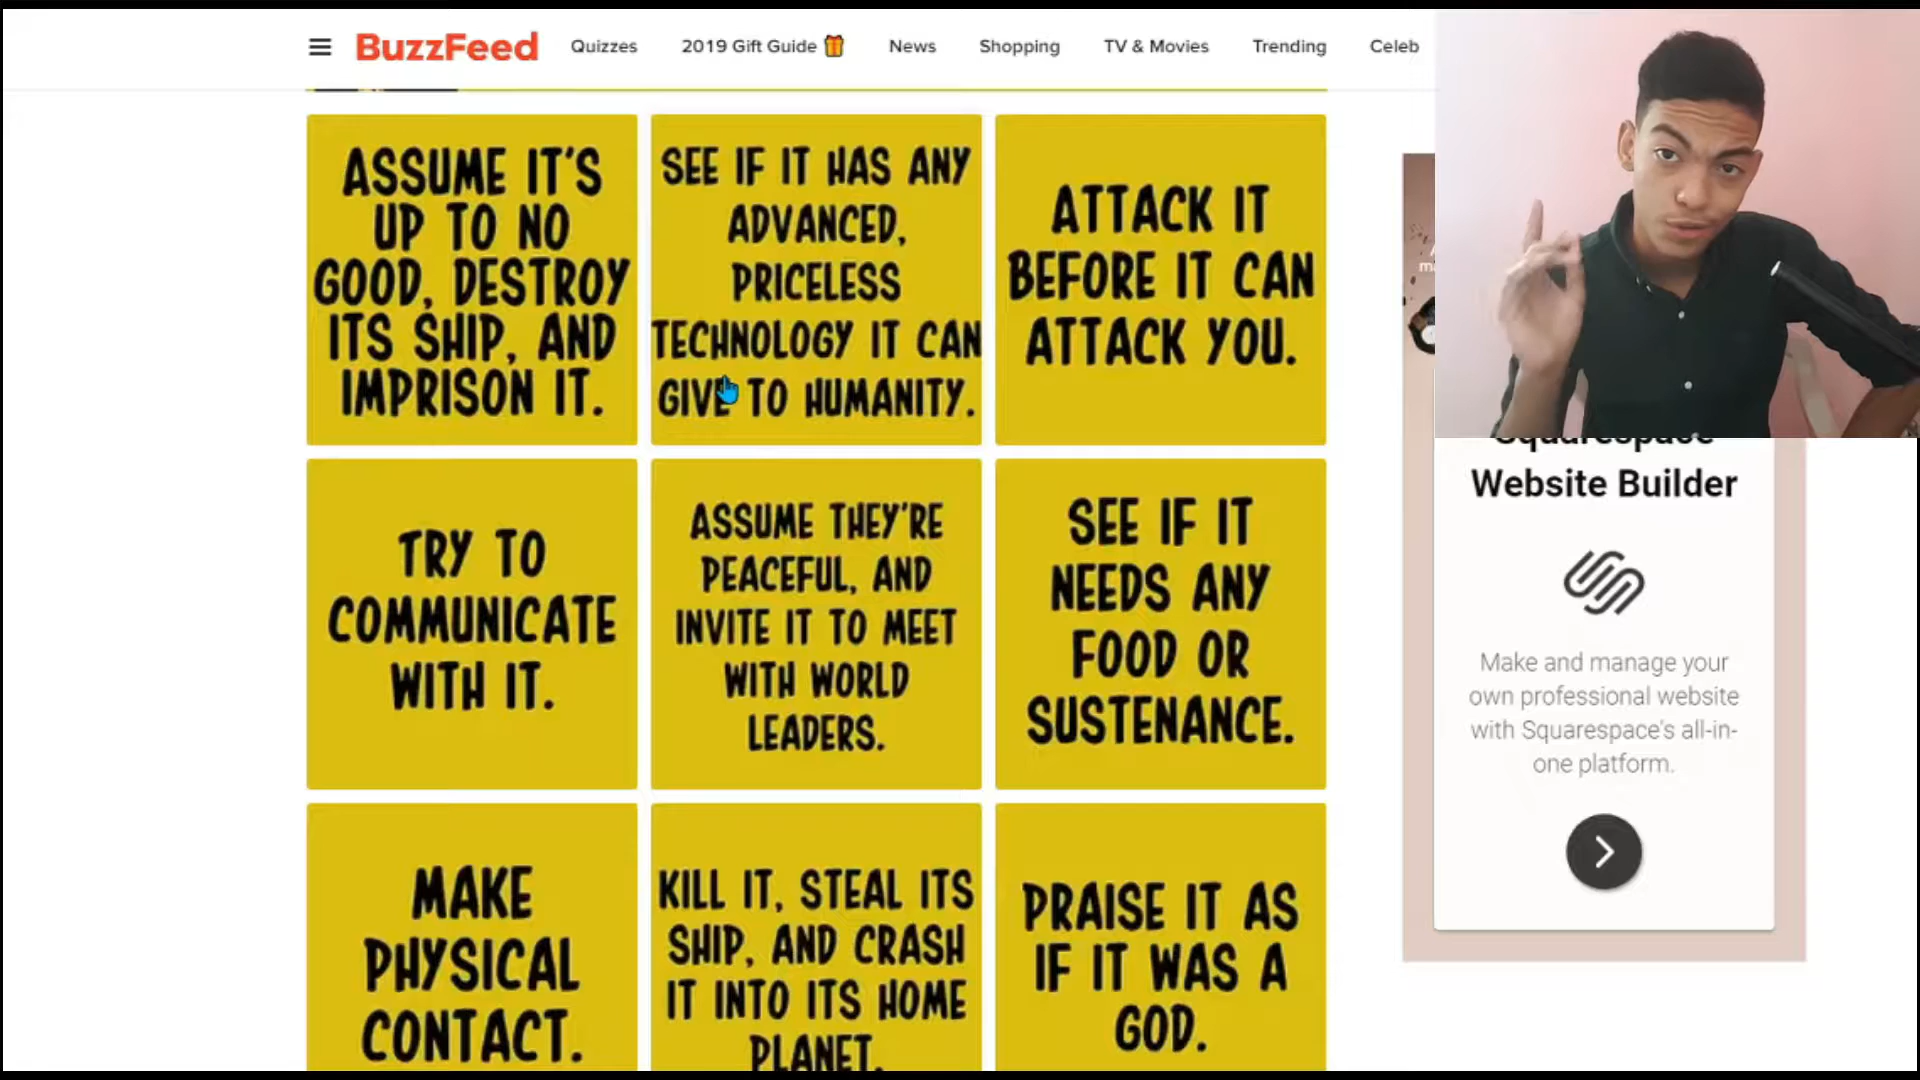 BuzzFeed
Quizzes
2019 Gift Guide
News
Shopping
TV & Movies
Trending
Celeb
ASSUME IT'S
UP TO NO
GOOD, DESTROY
ITS SHIP, AND
IMPRISON IT.
SEE IF IT HAS ANY
ADVANCED,
PRICELESS
TECHNOLOGY IT CAN
GIVE TO HUMANITY.
ATTACK IT
BEFORE IT CAN
ATTACK YOU.
TRY TO
COMMUNICATE
WITH IT.
ASSUME THEY'RE
PEACEFUL, AND
INVITE IT TO MEET
WITH WORLD
LEADERS.
SEE IF IT
NEEDS ANY
FOOD OR
SUSTENANCE.
MAKE
PHYSICAL
CONTACT.
KILL IT, STEAL ITS
SHIP, AND CRASH
IT INTO ITS HOME
PLANET.
PRAISE IT AS
IF IT WAS A
GOD.
Squarespace
Website Builder
Make and manage your
own professional website
with Squarespace's all-in-
one platform.